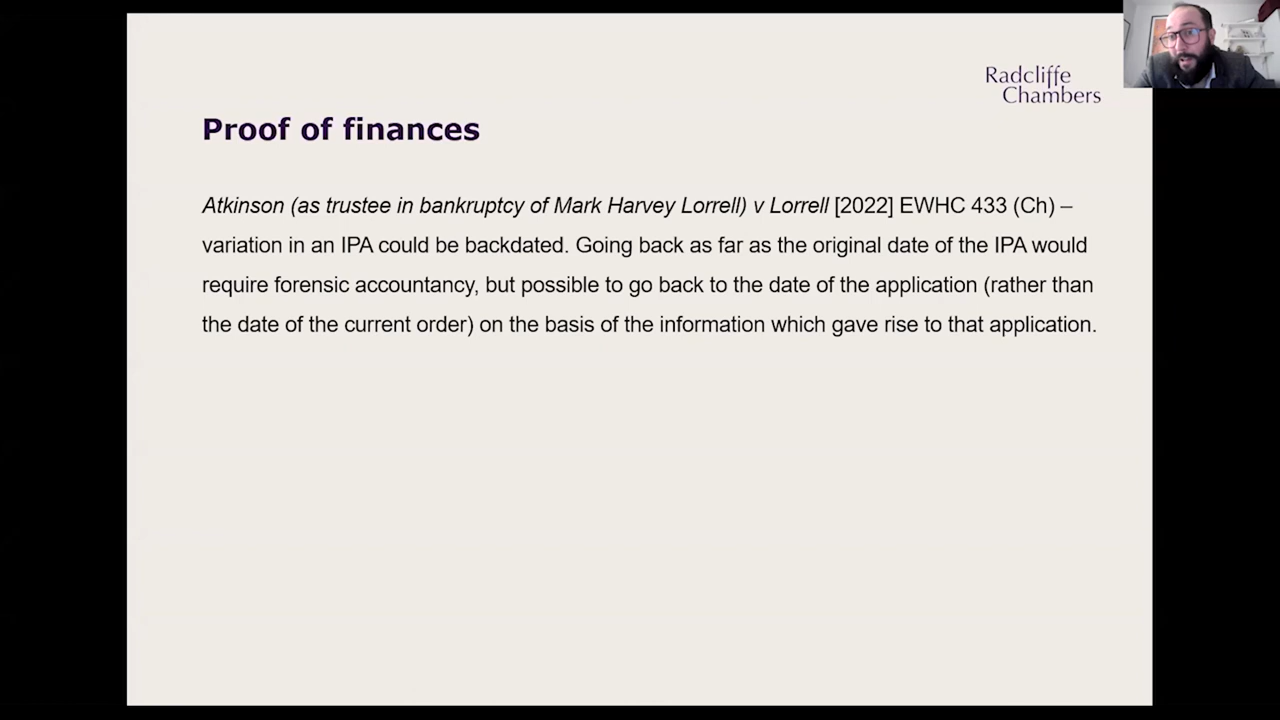 Radcliffe
Chambers
Proof of finances
Atkinson (as trustee in bankruptcy of Mark Harvey Lorrell) v Lorrell [2022] EWHC 433 (Ch) –
variation in an IPA could be backdated. Going back as far as the original date of the IPA would
require forensic accountancy, but possible to go back to the date of the application (rather than
the date of the current order) on the basis of the information which gave rise to that application.